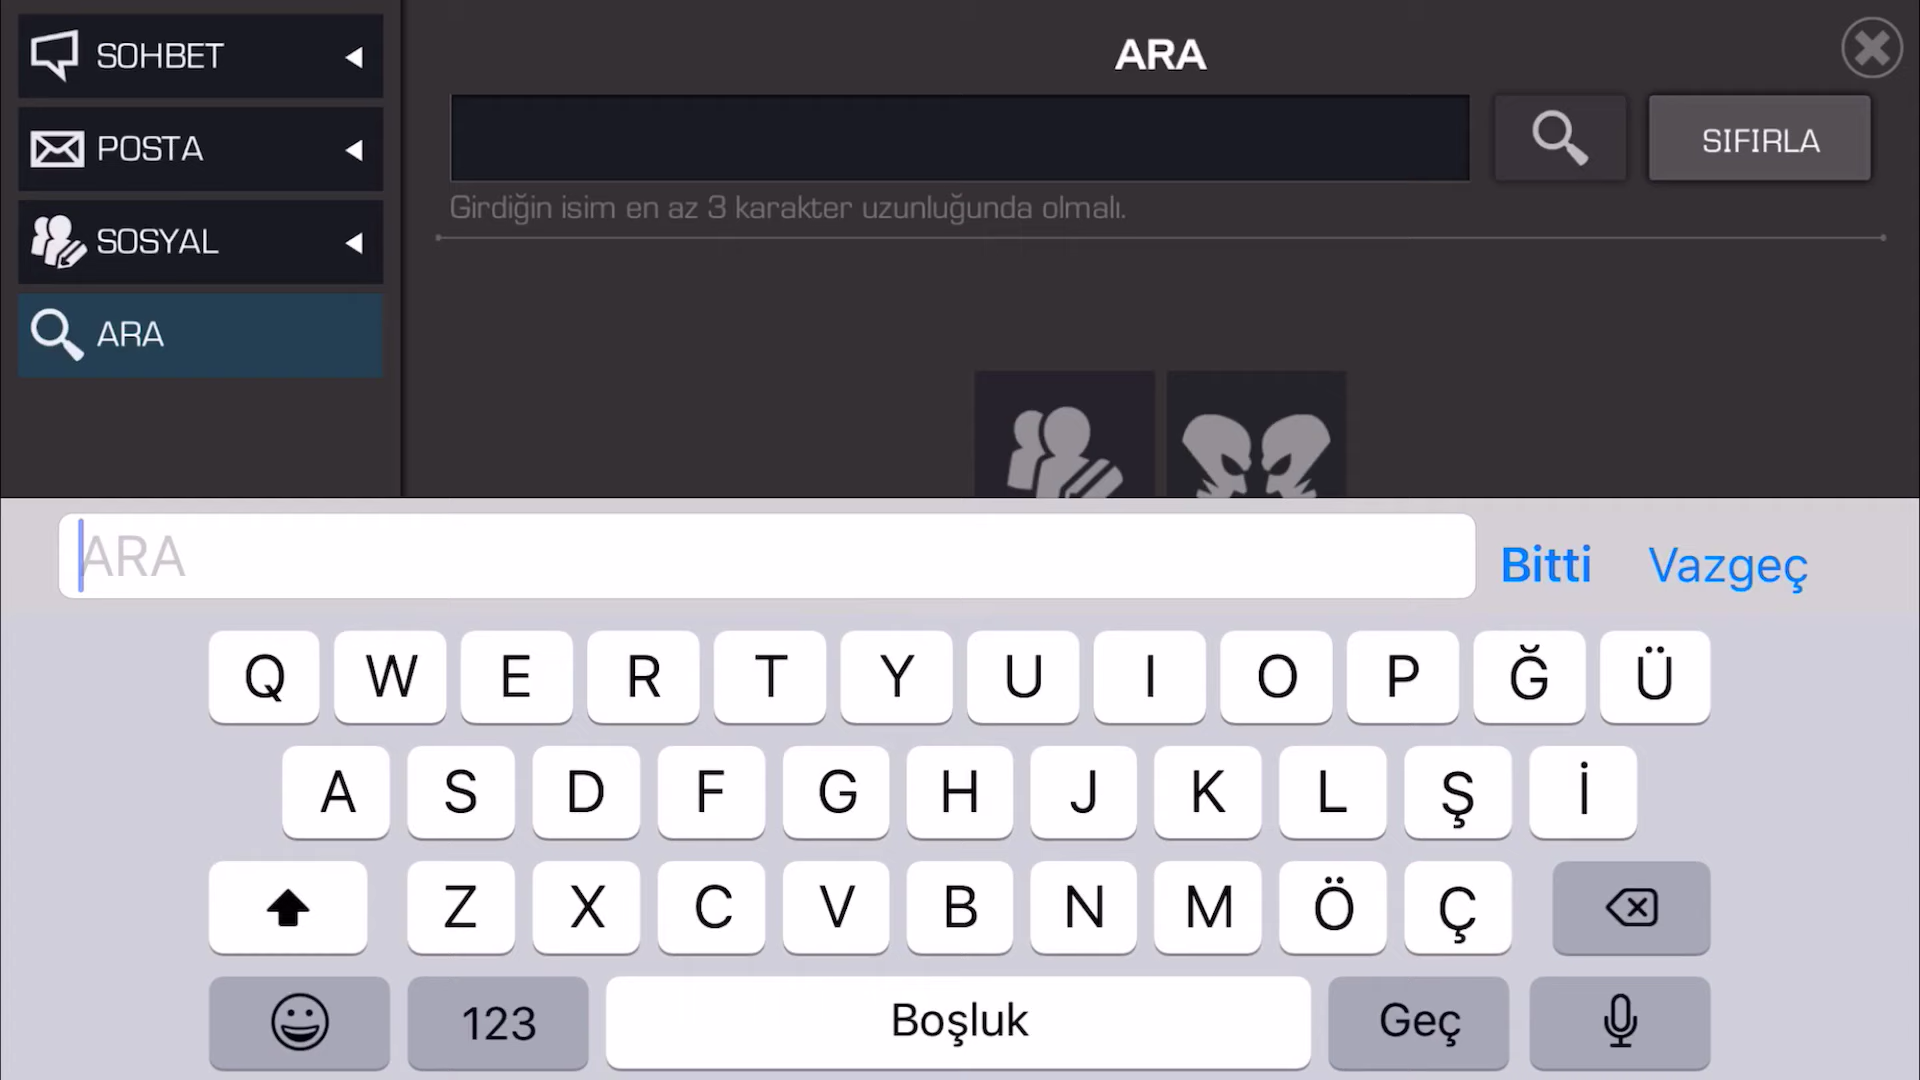 SOHBET
POSTA
SOSYAL
ARA
ARA
SIFIRLA
Girdiğin isim en az 3 karakter uzunluğunda olmalı.
ARA
Bitti
Vazgeç
Q W E R T Y U I O P Ğ Ü
A S D F G H J K L Ş İ
Z X C V B N M Ö Ç
123 Boşluk Geç